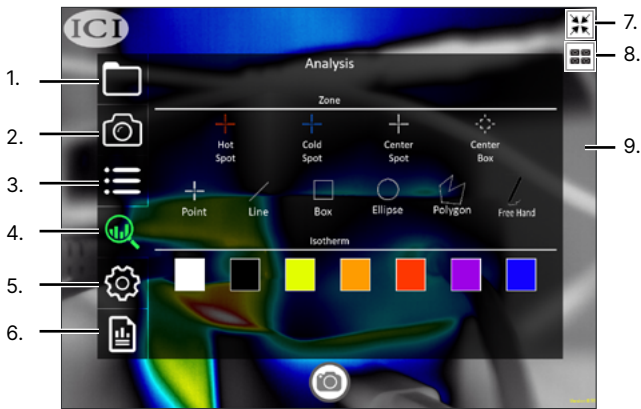 ICI
7.
8.
Analysis
1.
Zone
2.
Hot Spot
Cold Spot
Center Spot
Center Box
9.
3.
Point
Line
Box
Ellipse
Polygon
Free Hand
4.
Isotherm
5.
6.